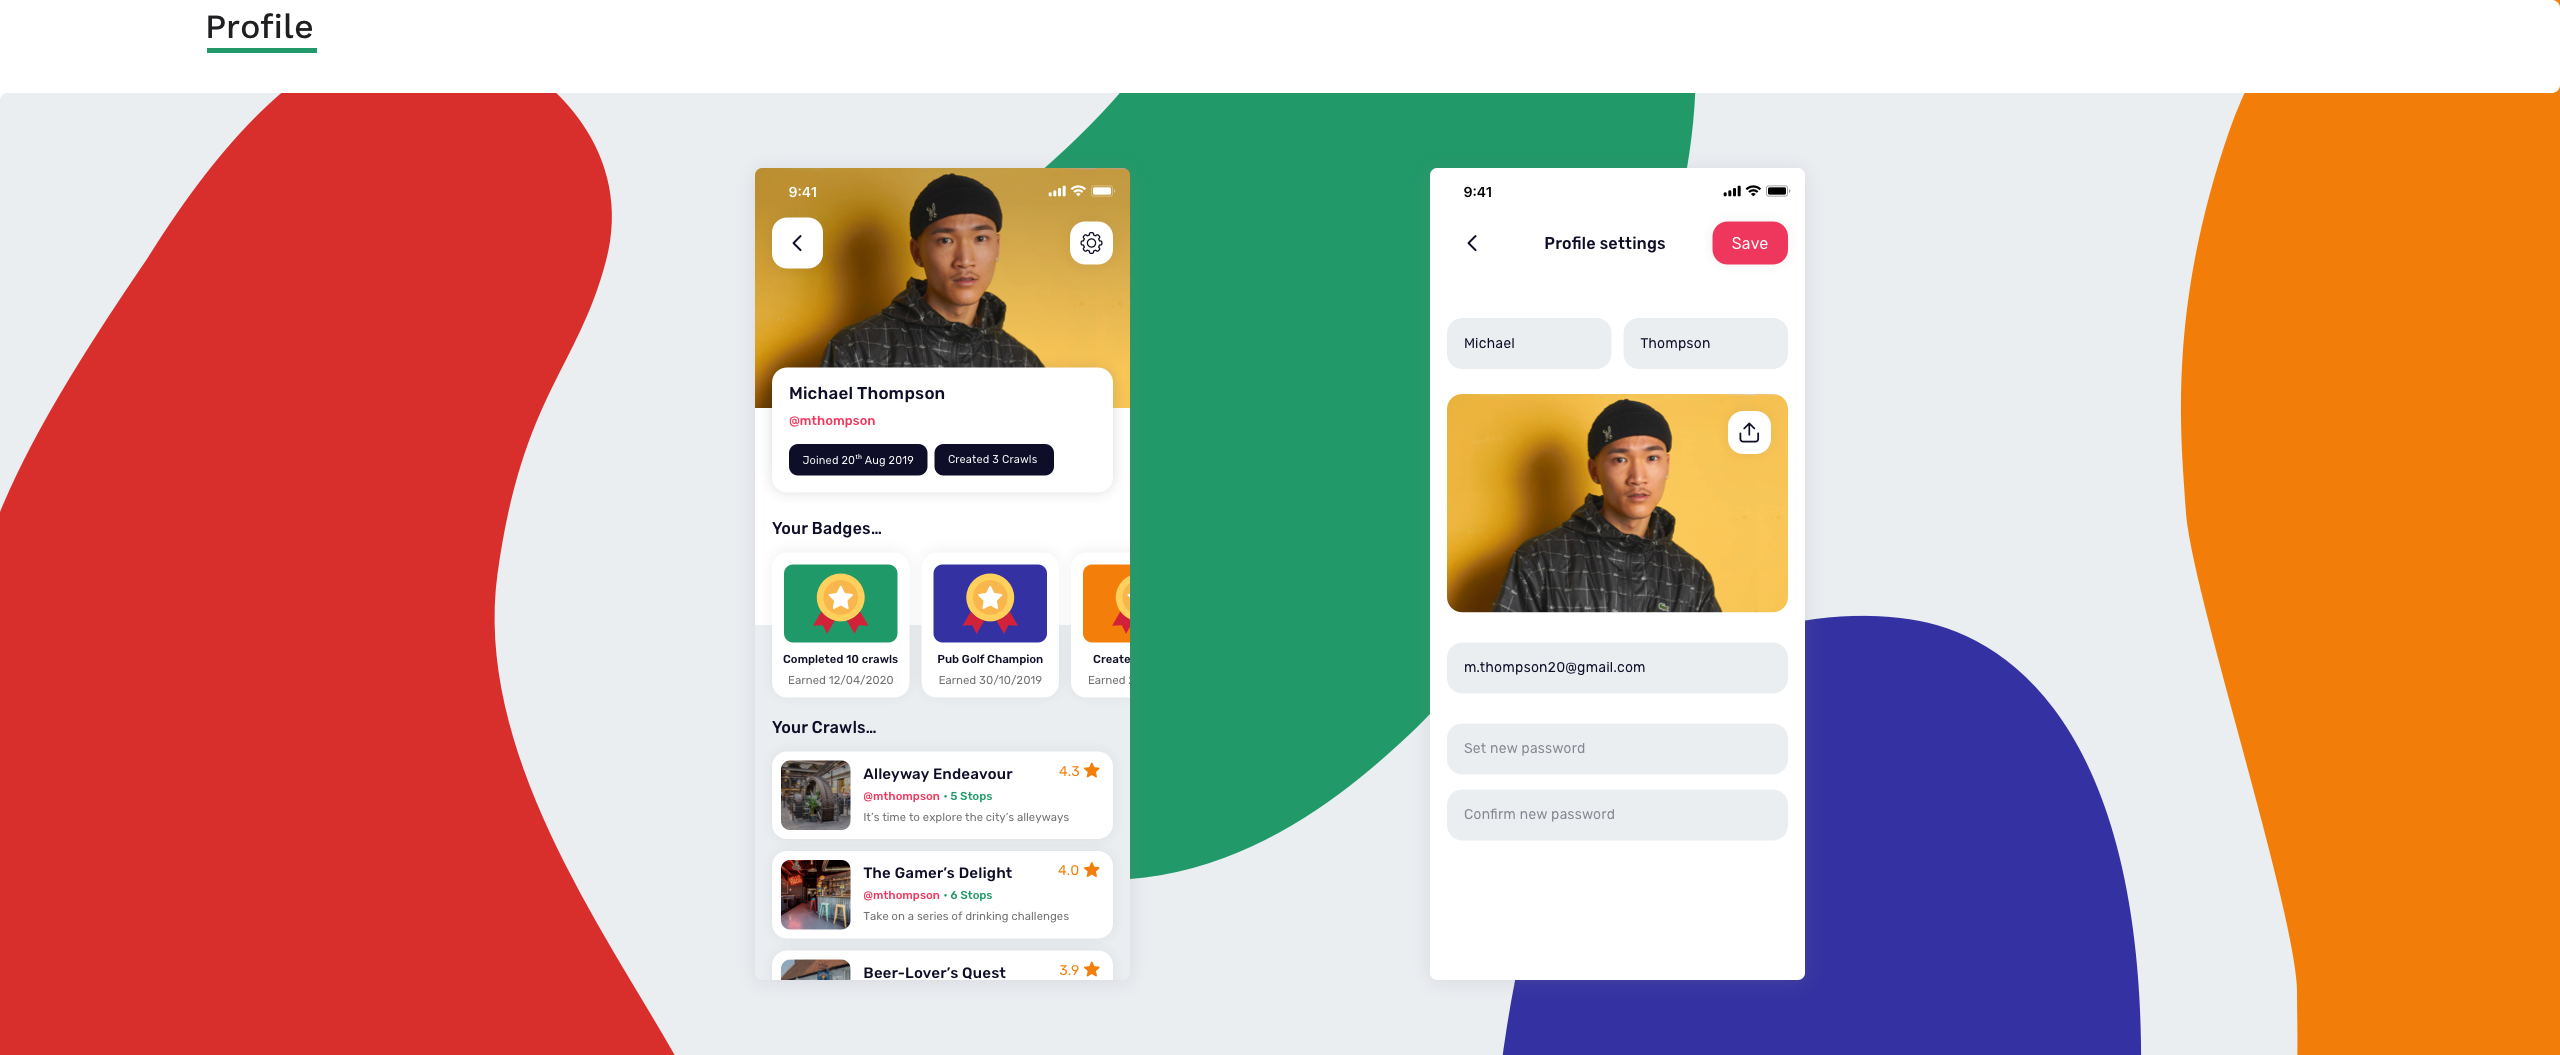 Profile
9:41
Michael Thompson
@mthompson
Joined 20th Aug 2019
Created 3 Crawls
Your Badges...
Completed 10 crawls
Earned 12/04/2020
Pub Golf Champion
Earned 30/10/2019
Create
Earned
Your Crawls...
Alleyway Endeavour
4.3
@mthompson • 5 Stops
It's time to explore the city's alleyways
The Gamer's Delight
4.0
@mthompson • 6 Stops
Take on a series of drinking challenges
Beer-Lover's Quest
3.9
9:41
Profile settings
Save
Michael
Thompson
m.thompson20@gmail.com
Set new password
Confirm new password